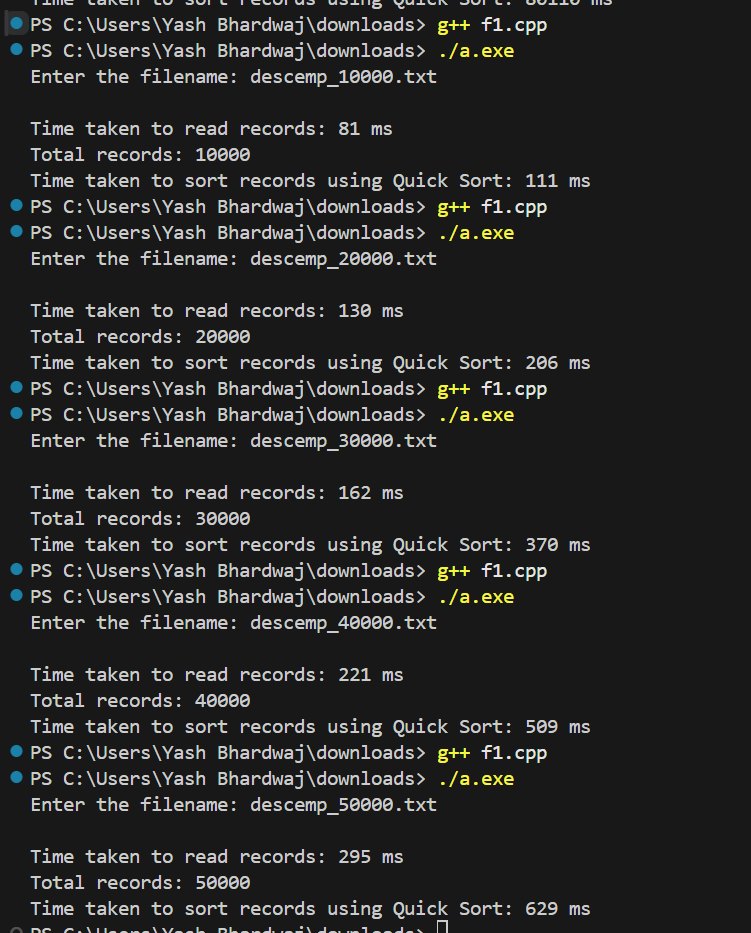 Time taken to sort records using Quick Sort: 80110 ms
PS C:\Users\Yash Bhardwaj\downloads> g++ f1.cpp
PS C:\Users\Yash Bhardwaj\downloads> ./a.exe
Enter the filename: descemp_10000.txt
Time taken to read records: 81 ms
Total records: 10000
Time taken to sort records using Quick Sort: 111 ms
PS C:\Users\Yash Bhardwaj\downloads> g++ f1.cpp
PS C:\Users\Yash Bhardwaj\downloads> ./a.exe
Enter the filename: descemp_20000.txt
Time taken to read records: 130 ms
Total records: 20000
Time taken to sort records using Quick Sort: 206 ms
PS C:\Users\Yash Bhardwaj\downloads> g++ f1.cpp
PS C:\Users\Yash Bhardwaj\downloads> ./a.exe
Enter the filename: descemp_30000.txt
Time taken to read records: 162 ms
Total records: 30000
Time taken to sort records using Quick Sort: 370 ms
PS C:\Users\Yash Bhardwaj\downloads> g++ f1.cpp
PS C:\Users\Yash Bhardwaj\downloads> ./a.exe
Enter the filename: descemp_40000.txt
Time taken to read records: 221 ms
Total records: 40000
Time taken to sort records using Quick Sort: 509 ms
PS C:\Users\Yash Bhardwaj\downloads> g++ f1.cpp
PS C:\Users\Yash Bhardwaj\downloads> ./a.exe
Enter the filename: descemp_50000.txt
Time taken to read records: 295 ms
Total records: 50000
Time taken to sort records using Quick Sort: 629 ms
PS C:\Users\Yash Bhardwaj\downloads>